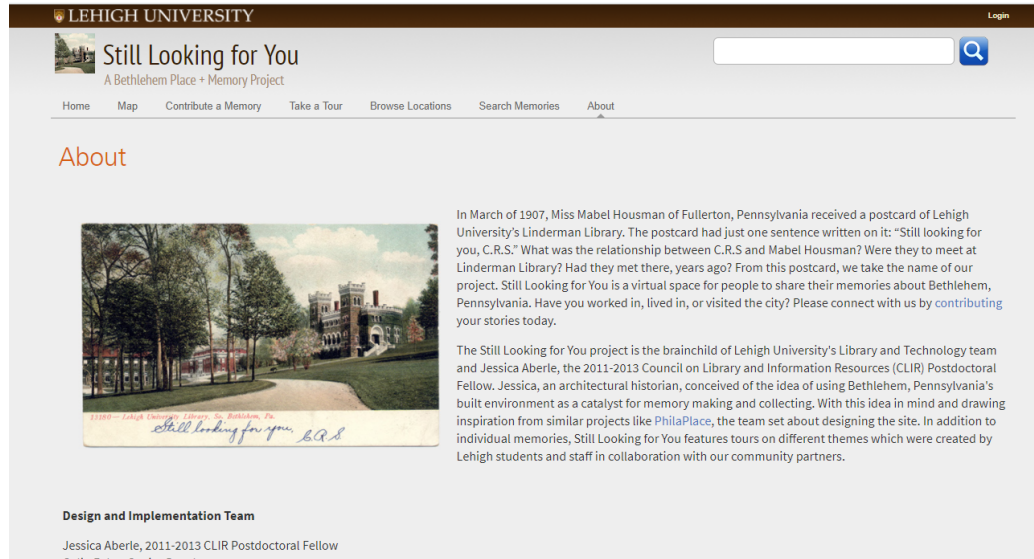 LEHIGH UNIVERSITY
Login
Still Looking for You
A Bethlehem Place + Memory Project
Home Map Contribute a Memory Take a Tour Browse Locations Search Memories About
About
In March of 1907, Miss Mabel Housman of Fullerton, Pennsylvania received a postcard of Lehigh
University's Linderman Library. The postcard had just one sentence written on it: “Still looking for
you, C.R.S.” What was the relationship between C.R.S and Mabel Housman? Were they to meet at
Linderman Library? Had they met there, years ago? From this postcard, we take the name of our
project. Still Looking for You is a virtual space for people to share their memories about Bethlehem,
Pennsylvania. Have you worked in, lived in, or visited the city? Please connect with us by contributing
your stories today.
The Still Looking for You project is the brainchild of Lehigh University's Library and Technology team
and Jessica Aberle, the 2011-2013 Council on Library and Information Resources (CLIR) Postdoctoral
Fellow. Jessica, an architectural historian, conceived of the idea of using Bethlehem, Pennsylvania's
built environment as a catalyst for memory making and collecting. With this idea in mind and drawing
inspiration from similar projects like PhilaPlace, the team set about designing the site. In addition to
individual memories, Still Looking for You features tours on different themes which were created by
Lehigh students and staff in collaboration with our community partners.
13180 — Lehigh University Library, So. Bethlehem, Pa.
Still looking for you, C.R.S
Design and Implementation Team
Jessica Aberle, 2011-2013 CLIR Postdoctoral Fellow